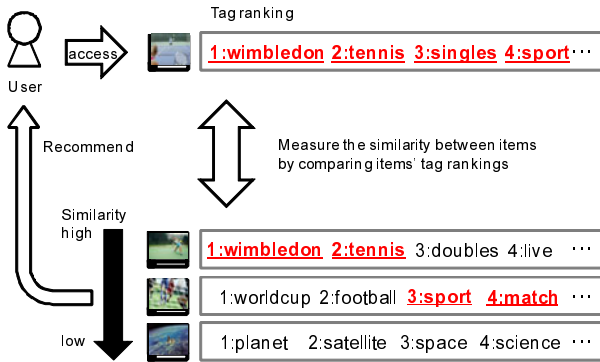 Tag ranking
access
1:wimbledon 2:tennis 3:singles 4:sport ...
User
Recommend
Measure the similarity between items
by comparing items' tag rankings
Similarity
high
1:wimbledon 2:tennis 3:doubles 4:live ...
1:worldcup 2:football 3:sport 4:match ...
low
1:planet 2:satellite 3:space 4:science ...